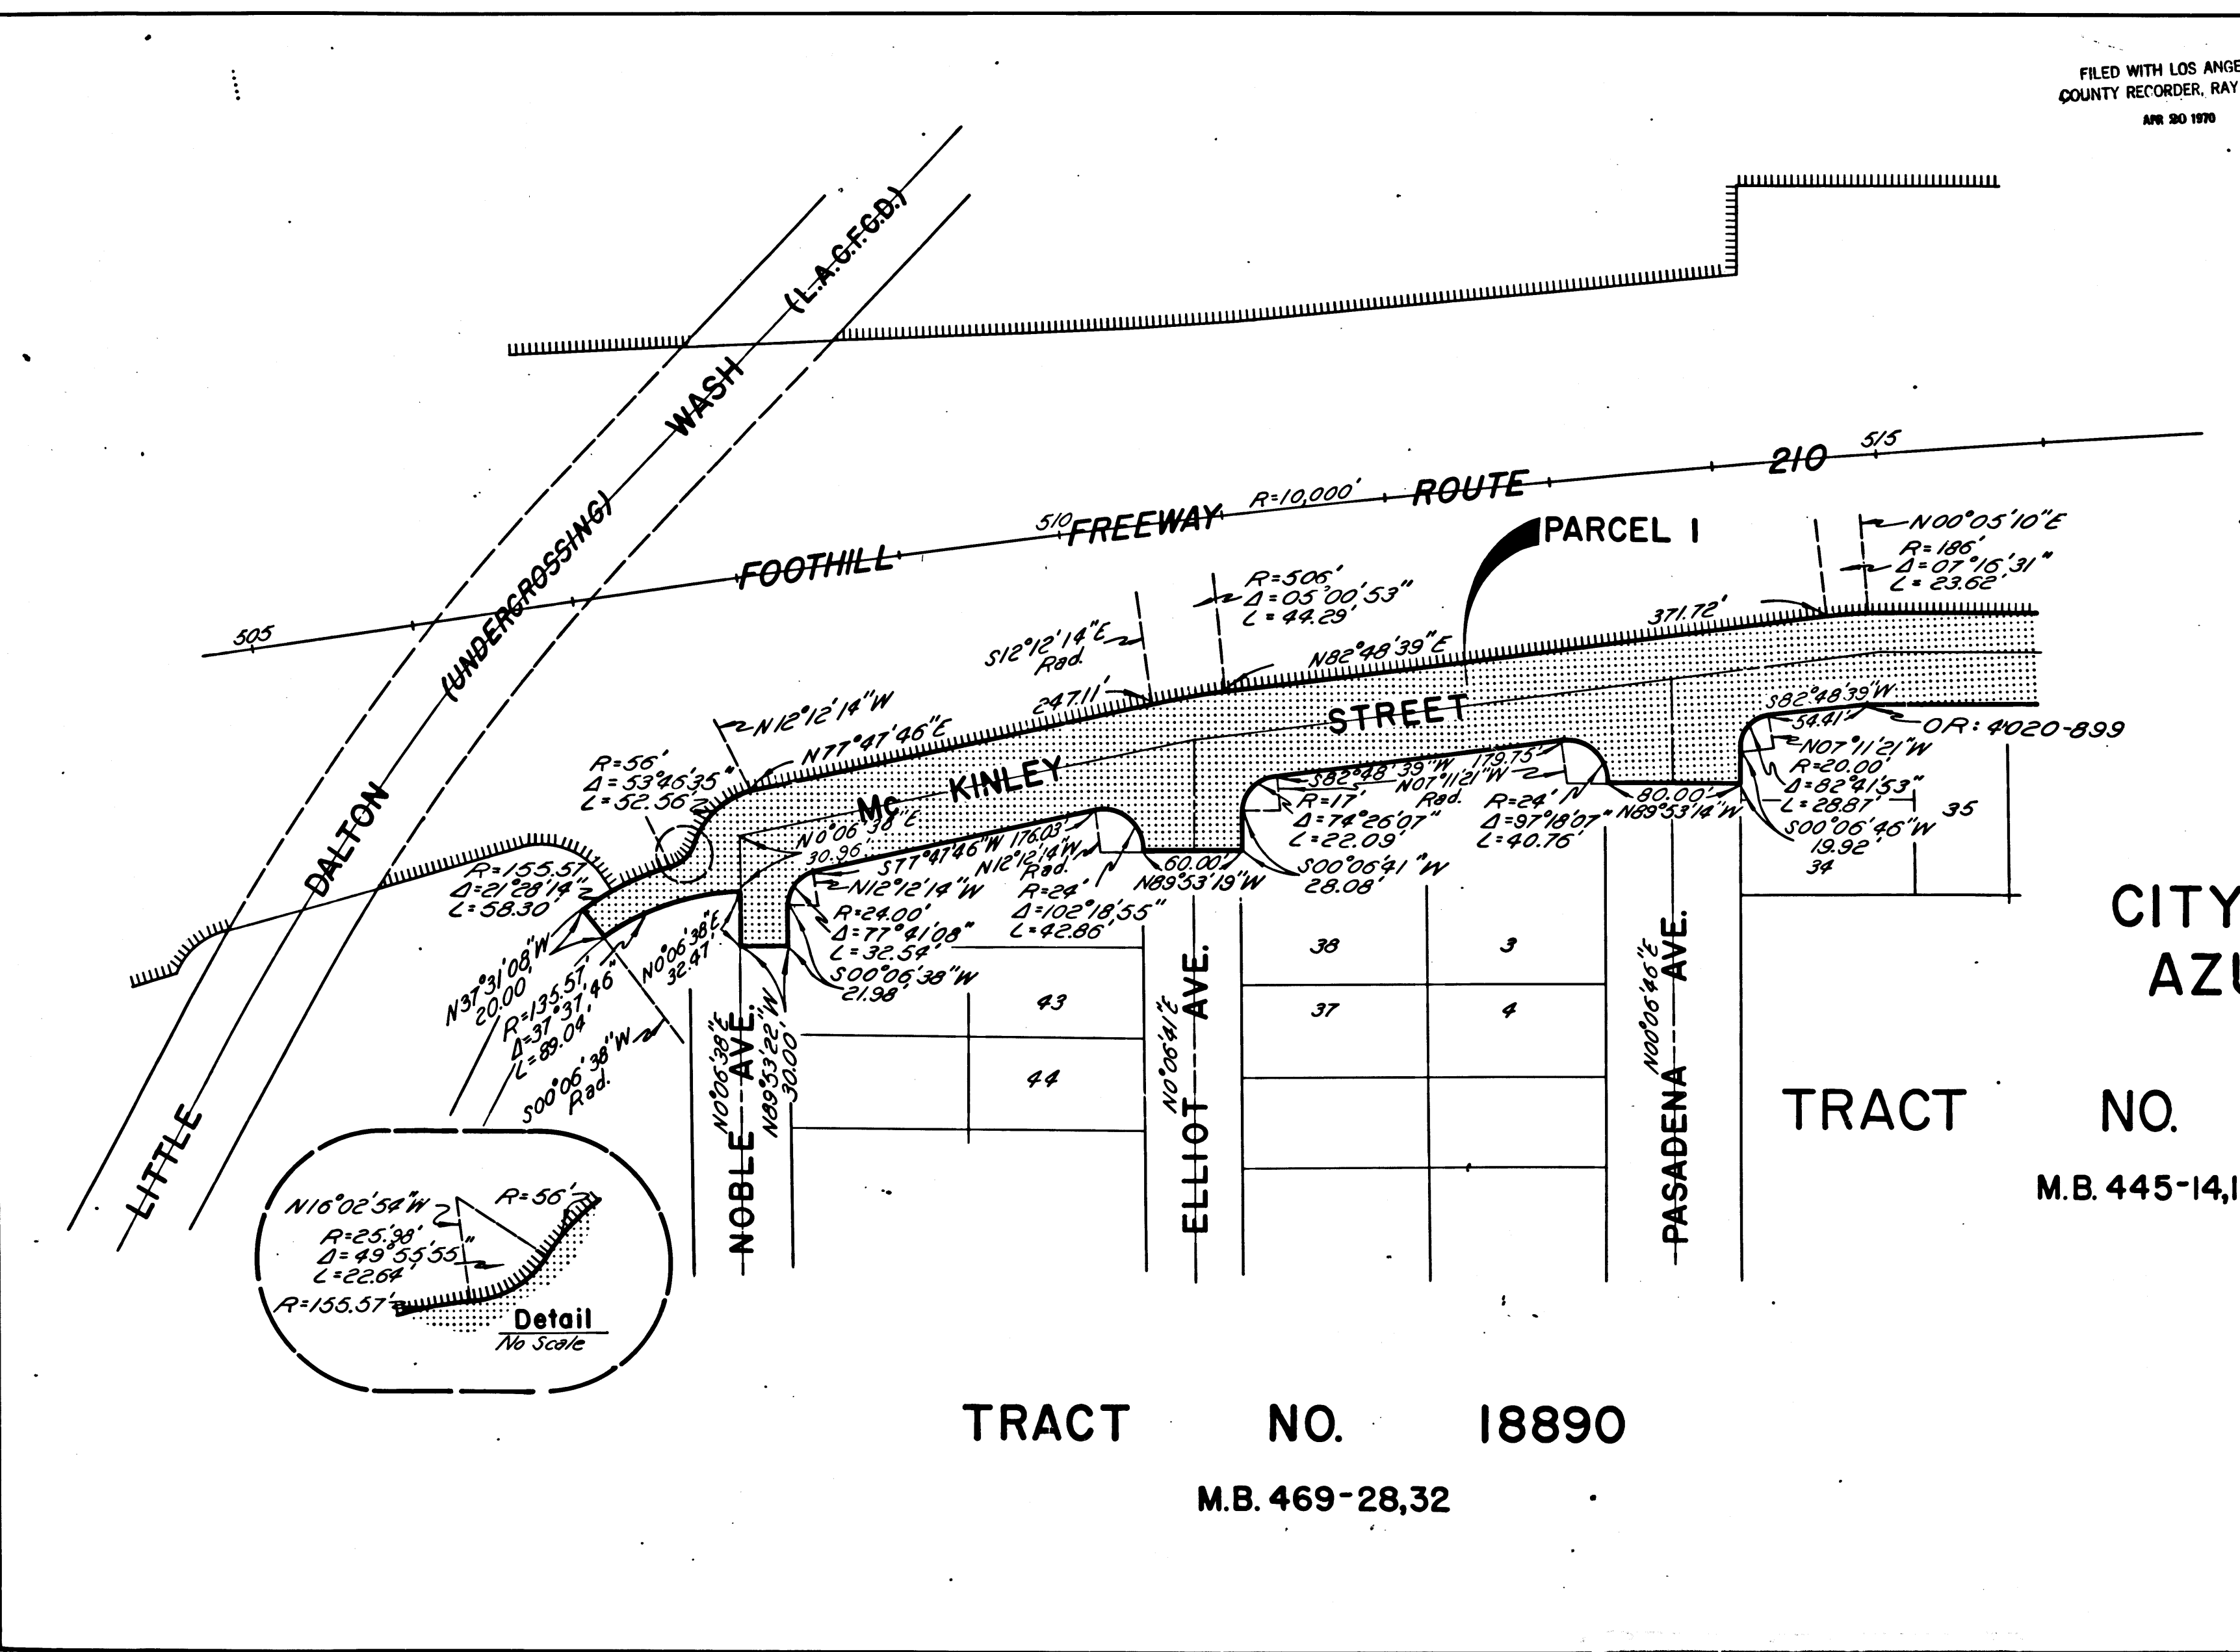 FILED WITH LOS ANGE
COUNTY RECORDER, RAY
APR 20 1970
LITTLE DALTON WASH (L.A.C.F.C.D.)
(UNDERCROSSING)
505
510
515
FOOTHILL FREEWAY ROUTE 210
R=10,000'
PARCEL 1
N00°05'10"E
R=186'
Δ=07°16'31"
L=23.62'
R=506'
Δ=05°00'53"
L=44.29'
371.72'
S12°12'14"E
Rad.
N82°48'39"E
247.11'
N12°12'14"W
N77°47'46"E
R=56'
Δ=53°46'35"
L=52.56'
Mc KINLEY STREET
S82°48'39"W
54.41'
OR: 4020-899
N07°11'21"W
R=20.00'
Δ=82°41'53"
L=28.87'
S00°06'46"W
19.92'
34
35
80.00'
N89°53'14"W
S82°48'39"W 179.75'
N07°11'21"W
Rad.
R=17'
Δ=74°26'07"
L=22.09'
R=24'
Δ=97°18'07"
L=40.76'
S00°06'41"W
28.08'
60.00'
N89°53'19"W
N0°06'38"E
30.96'
S77°47'46"W 176.03'
N12°12'14"W
Rad.
N12°12'14"W
R=24.00'
Δ=77°41'08"
L=32.54'
S00°06'38"W
21.98'
R=24'
Δ=102°18'55"
L=42.86'
R=155.57'
Δ=21°28'14"
L=58.30'
N37°31'08"W
20.00'
R=135.57'
Δ=37°37'46"
L=89.04'
S00°06'38"W
Rad.
N0°06'38"E
32.47'
N0°06'38"E
NOBLE AVE.
N89°53'22"W
30.00'
43
44
N0°06'41"E
ELLIOT AVE.
38
37
3
4
N00°06'46"E
PASADENA AVE.
CITY
AZU
TRACT NO.
M.B. 445-14,1
N16°02'54"W
R=56'
R=25.98'
Δ=49°55'55"
L=22.64'
R=155.57'
Detail
No Scale
TRACT NO. 18890
M.B. 469-28,32